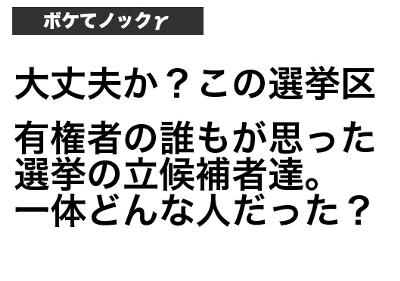 ボケてノックr
大丈夫か？この選挙区
有権者の誰もが思った
選挙の立候補者達。
一体どんな人だった？